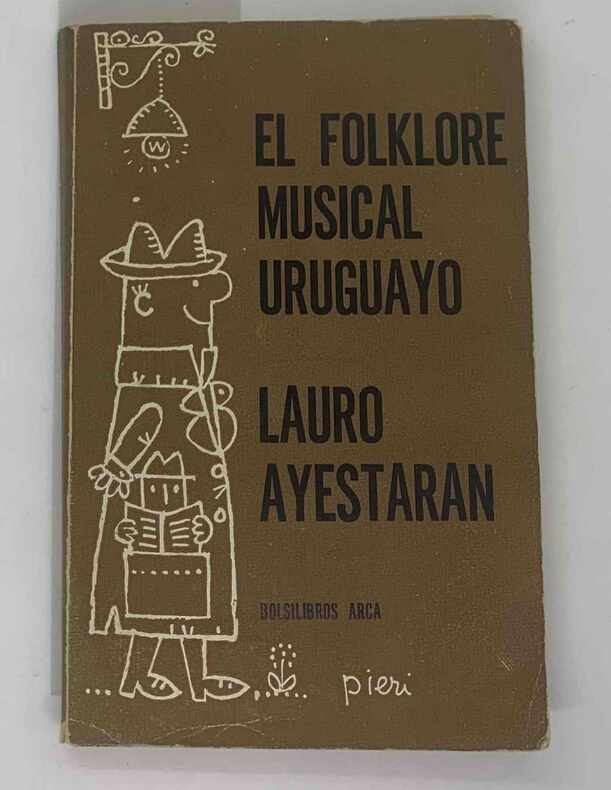 W
EL FOLKLORE
MUSICAL
URUGUAYO
LAURO
AYESTARAN
BOLSILIBROS ARCA
pieri